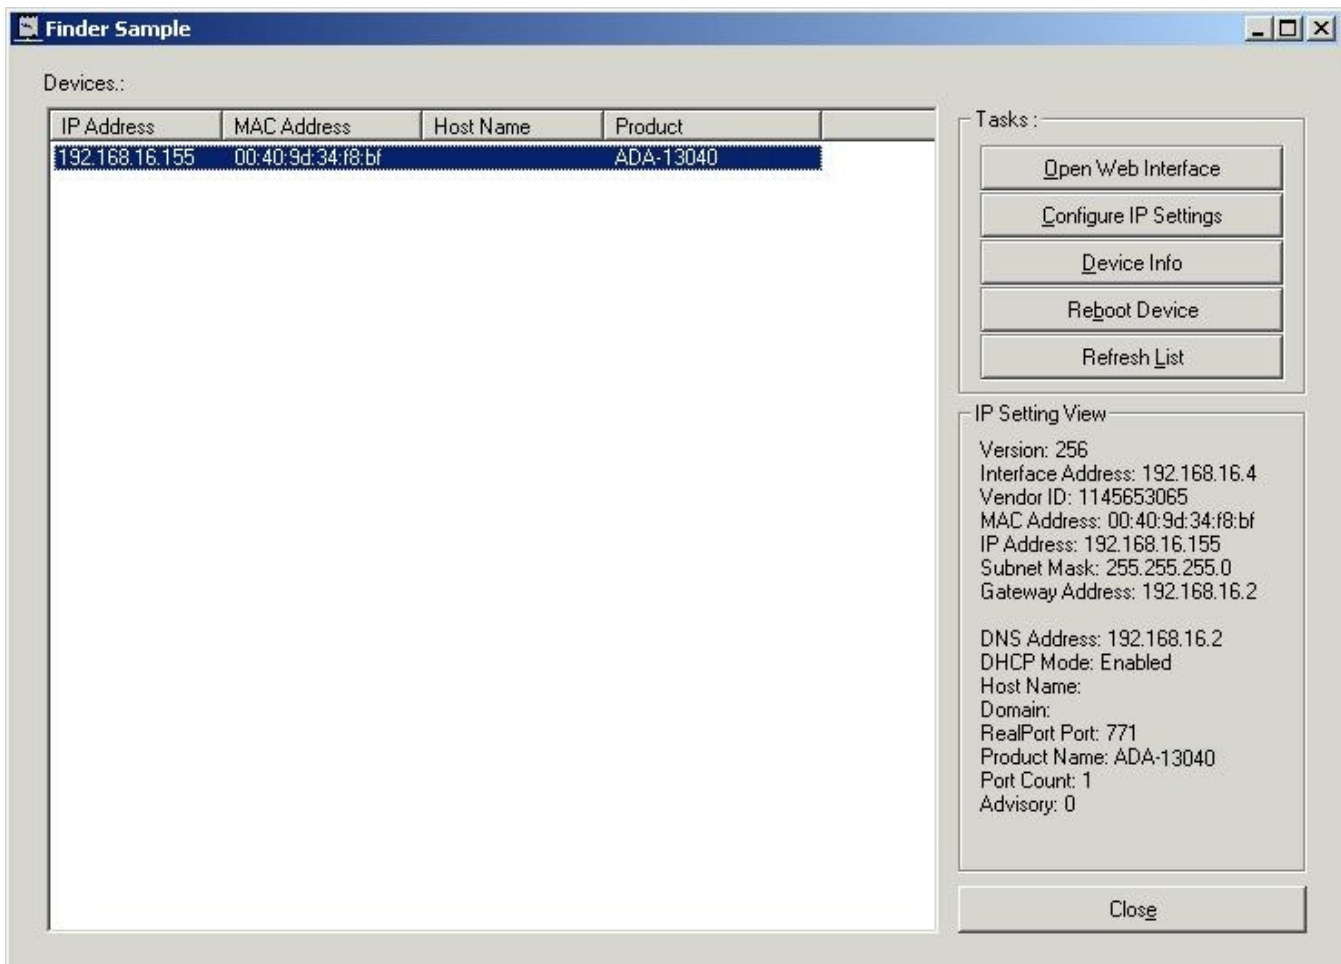 Finder Sample
Devices.:
IP Address MAC Address Host Name Product
192.168.16.155 00:40:9d:34:f8:bf ADA-13040
Tasks :
Open Web Interface
Configure IP Settings
Device Info
Reboot Device
Refresh List
IP Setting View
Version: 256
Interface Address: 192.168.16.4
Vendor ID: 1145653065
MAC Address: 00:40:9d:34:f8:bf
IP Address: 192.168.16.155
Subnet Mask: 255.255.255.0
Gateway Address: 192.168.16.2
DNS Address: 192.168.16.2
DHCP Mode: Enabled
Host Name:
Domain:
RealPort Port: 771
Product Name: ADA-13040
Port Count: 1
Advisory: 0
Close